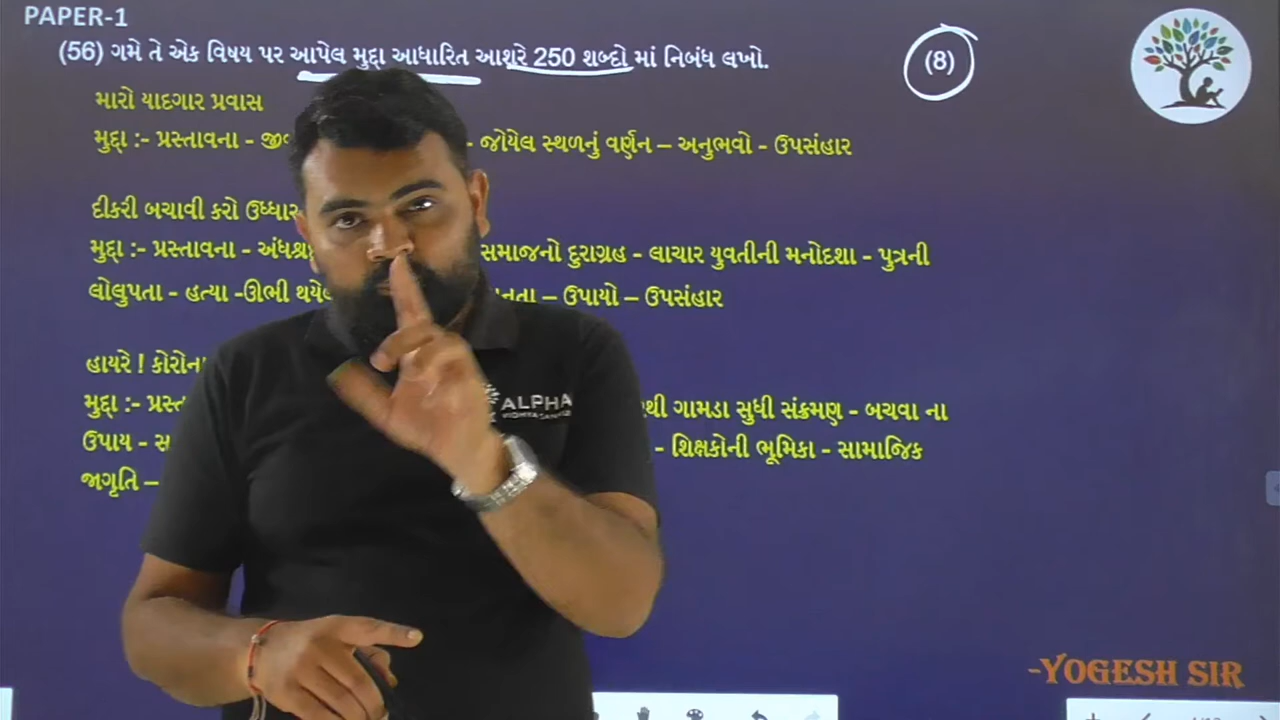 PAPER-1
(56) ગમે તે એક વિષય પર આપેલ મુદ્દા આધારિત આશરે 250 શબ્દો માં નિબંધ લખો. (8)
મારો યાદગાર પ્રવાસ
મુદ્દા :- પ્રસ્તાવના - - જોયેલ સ્થળનું વર્ણન – અનુભવો - ઉપસંહાર
દીકરી બચાવી કરો ઉધ્ધાર
મુદ્દા :- પ્રસ્તાવના - સમાજનો દુરાગ્રહ - લાચાર યુવતીની મનોદશા - પુત્રની
લોલુપતા - હત્યા -ઊભી – ઉપાયો – ઉપસંહાર
હાયરે ! કોરોના
મુદ્દા :- ગામડા સુધી સંક્રમણ - બચવા ના
ઉપાય - - શિક્ષકોની ભૂમિકા - સામાજિક
જાગૃતિ –
ALPHA
-YOGESH SIR